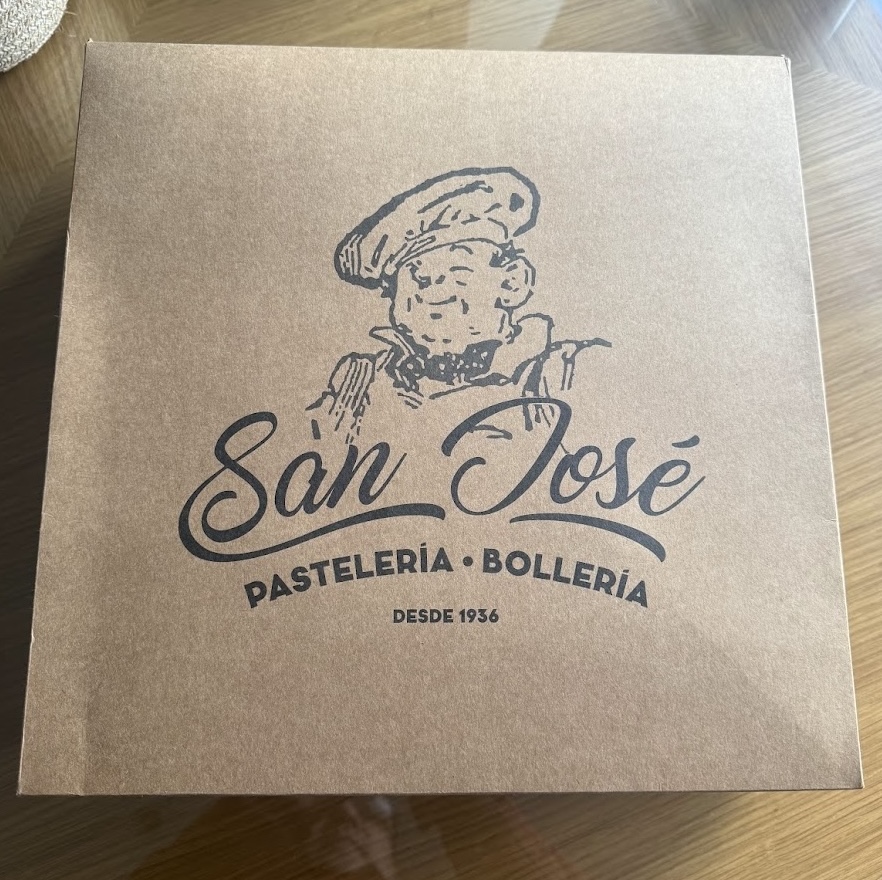 San José
PASTELERÍA • BOLLERÍA
DESDE 1936